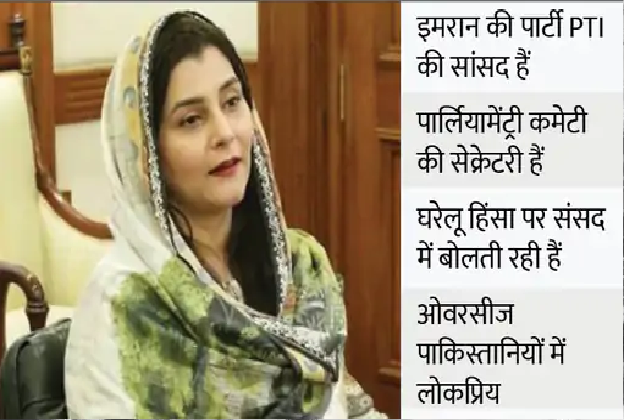 इमरान की पार्टी PTI
की सांसद हैं
पार्लियामेंट्री कमेटी
की सेक्रेटरी हैं
घरेलू हिंसा पर संसद
में बोलती रही हैं
ओवरसीज
पाकिस्तानियों में
लोकप्रिय